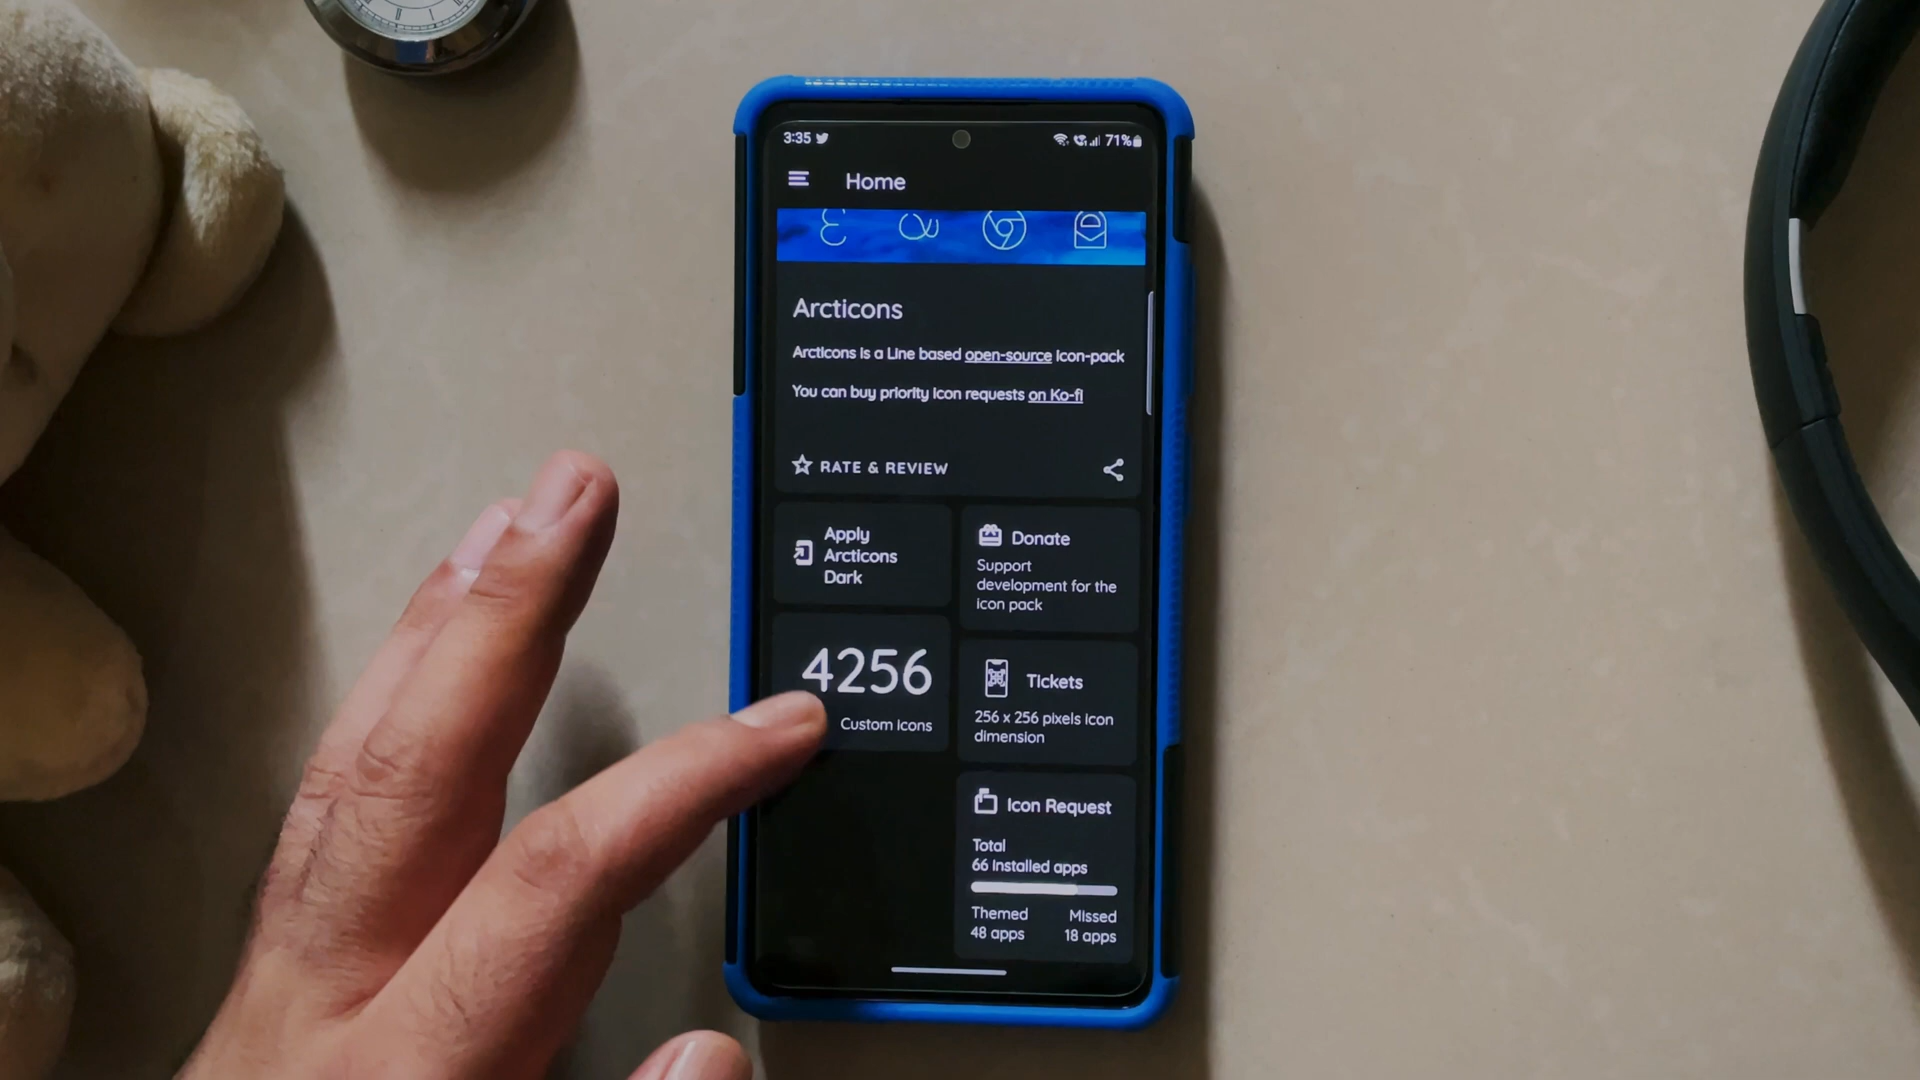 3:35
71%
Home
Arcticons
Arcticons is a Line based open-source icon-pack
You can buy priority icon requests on Ko-fi
RATE & REVIEW
Apply
Arcticons
Dark
Donate
Support
development for the
icon pack
4256
Custom icons
Tickets
256 x 256 pixels icon
dimension
Icon Request
Total
66 Installed apps
Themed
48 apps
Missed
18 apps